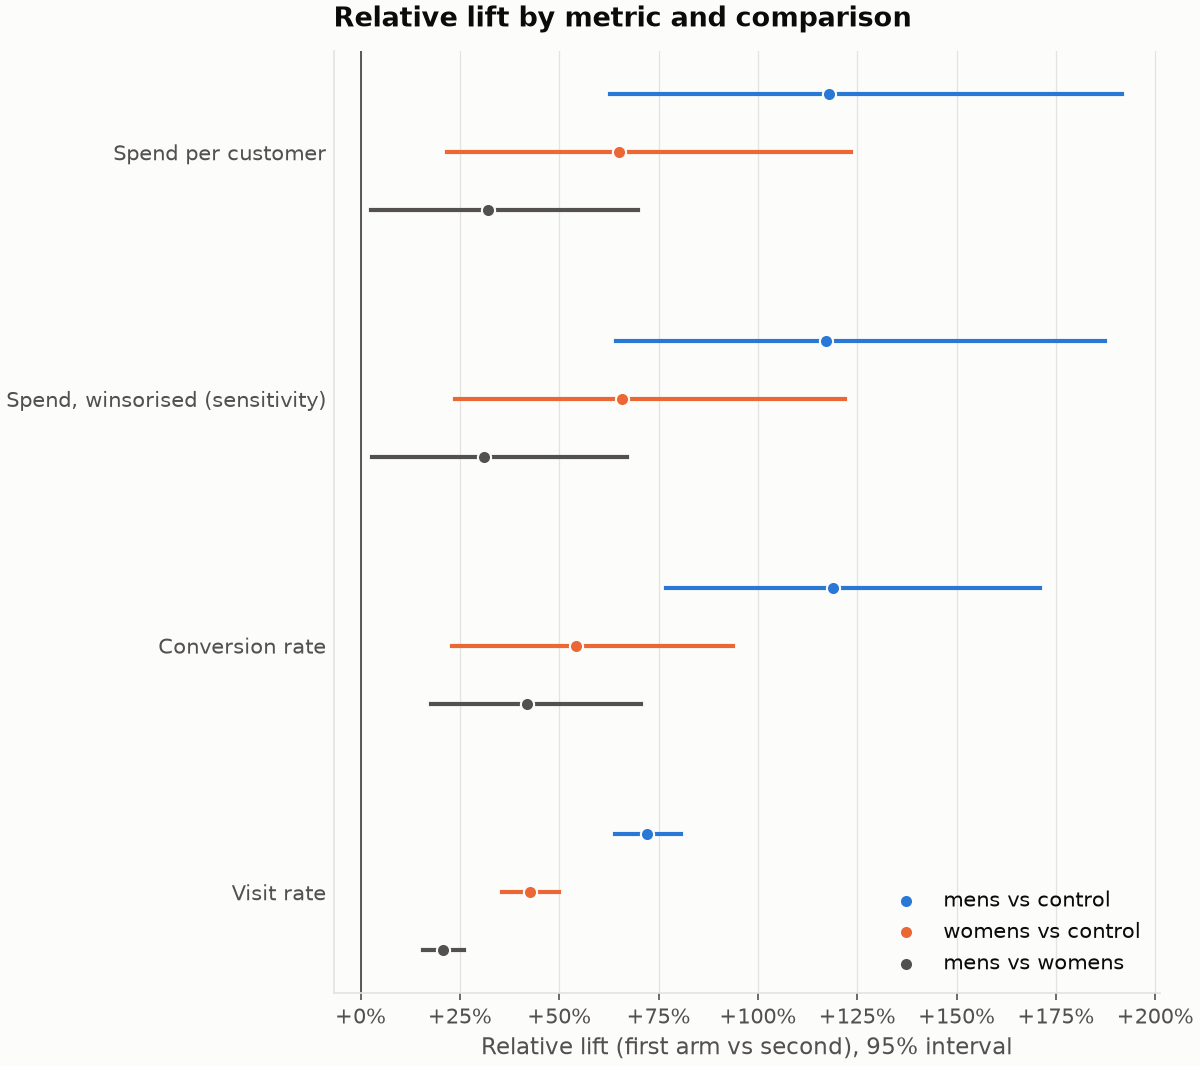 Relative lift by metric and comparison
Spend per customer
Spend, winsorised (sensitivity)
Conversion rate
Visit rate
mens vs control
womens vs control
mens vs womens
+0% +25% +50% +75% +100% +125% +150% +175% +200%
Relative lift (first arm vs second), 95% interval